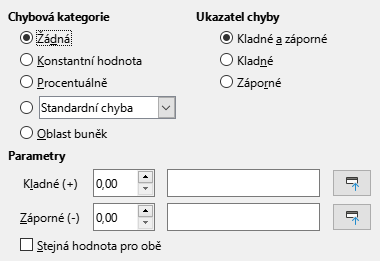 Chybová kategorie
Žádná
Konstantní hodnota
Procentuálně
Standardní chyba
Oblast buněk
Ukazatel chyby
Kladné a záporné
Kladné
Záporné
Parametry
Kladné (+) 0,00
Záporné (-) 0,00
Stejná hodnota pro obě